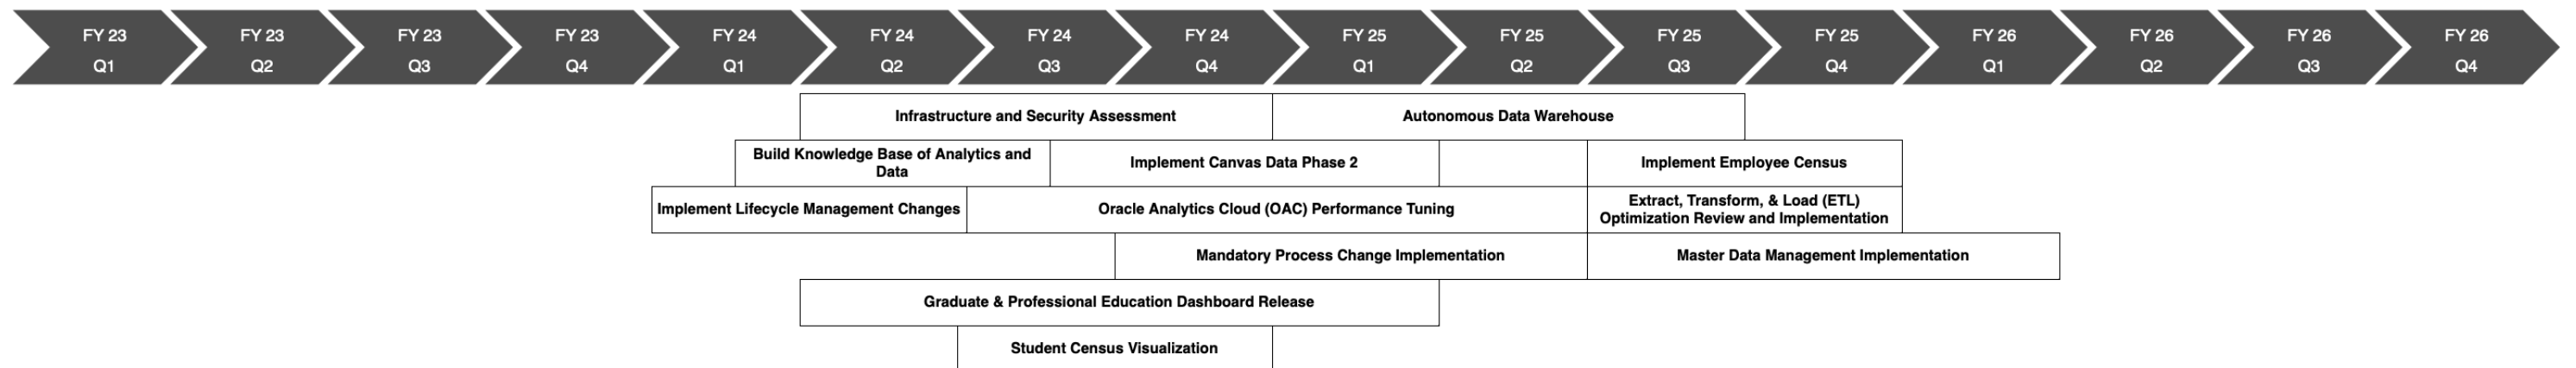 FY 23
Q1
FY 23
Q2
FY 23
Q3
FY 23
Q4
FY 24
Q1
FY 24
Q2
FY 24
Q3
FY 24
Q4
FY 25
Q1
FY 25
Q2
FY 25
Q3
FY 25
Q4
FY 26
Q1
FY 26
Q2
FY 26
Q3
FY 26
Q4
Infrastructure and Security Assessment
Autonomous Data Warehouse
Build Knowledge Base of Analytics and
Data
Implement Canvas Data Phase 2
Implement Employee Census
Implement Lifecycle Management Changes
Oracle Analytics Cloud (OAC) Performance Tuning
Extract, Transform, & Load (ETL)
Optimization Review and Implementation
Mandatory Process Change Implementation
Master Data Management Implementation
Graduate & Professional Education Dashboard Release
Student Census Visualization